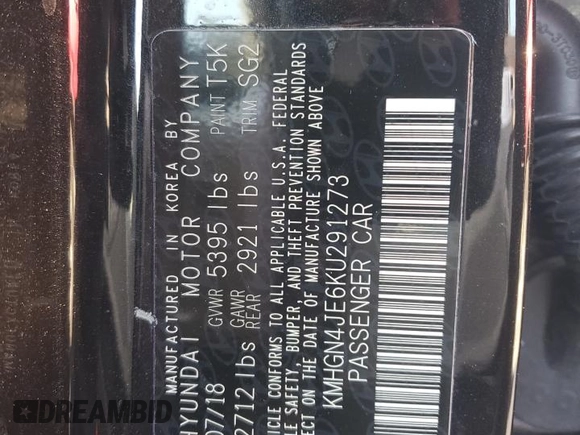 MANUFACTURED IN KOREA BY
HYUNDAI MOTOR COMPANY
07/18 GVWR 5395 lbs PAINT T5K
2712 lbs GAWR REAR 2921 lbs TRIM SG2
HICLE CONFORMS TO ALL APPLICABLE U.S.A. FEDERAL
LE SAFETY, BUMPER, AND THEFT PREVENTION STANDARDS
ECT ON THE DATE OF MANUFACTURE SHOWN ABOVE
KMHGN4JE6KU291273
PASSENGER CAR
DREAMBID